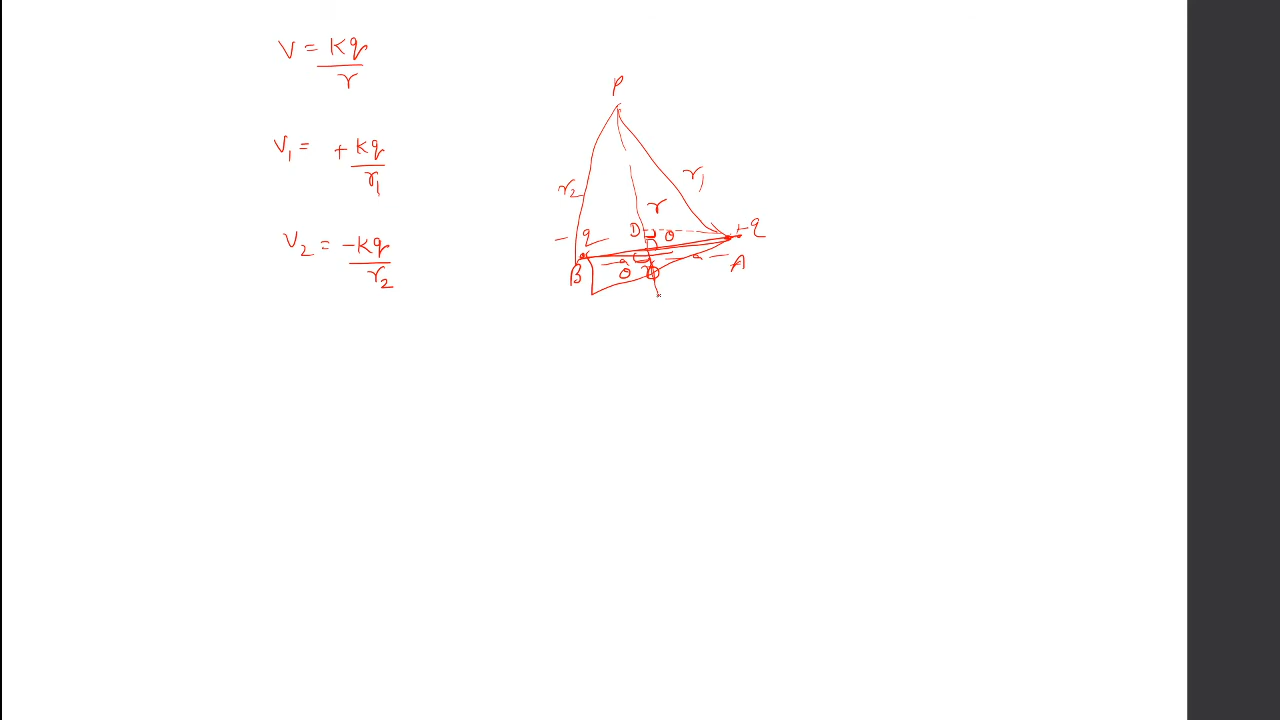 V = Kq
r
V1 = + Kq
r1
V2 = -Kq
r2
P
r2
r1
r
- q
D
θ
+q
B
θ
a
a
A